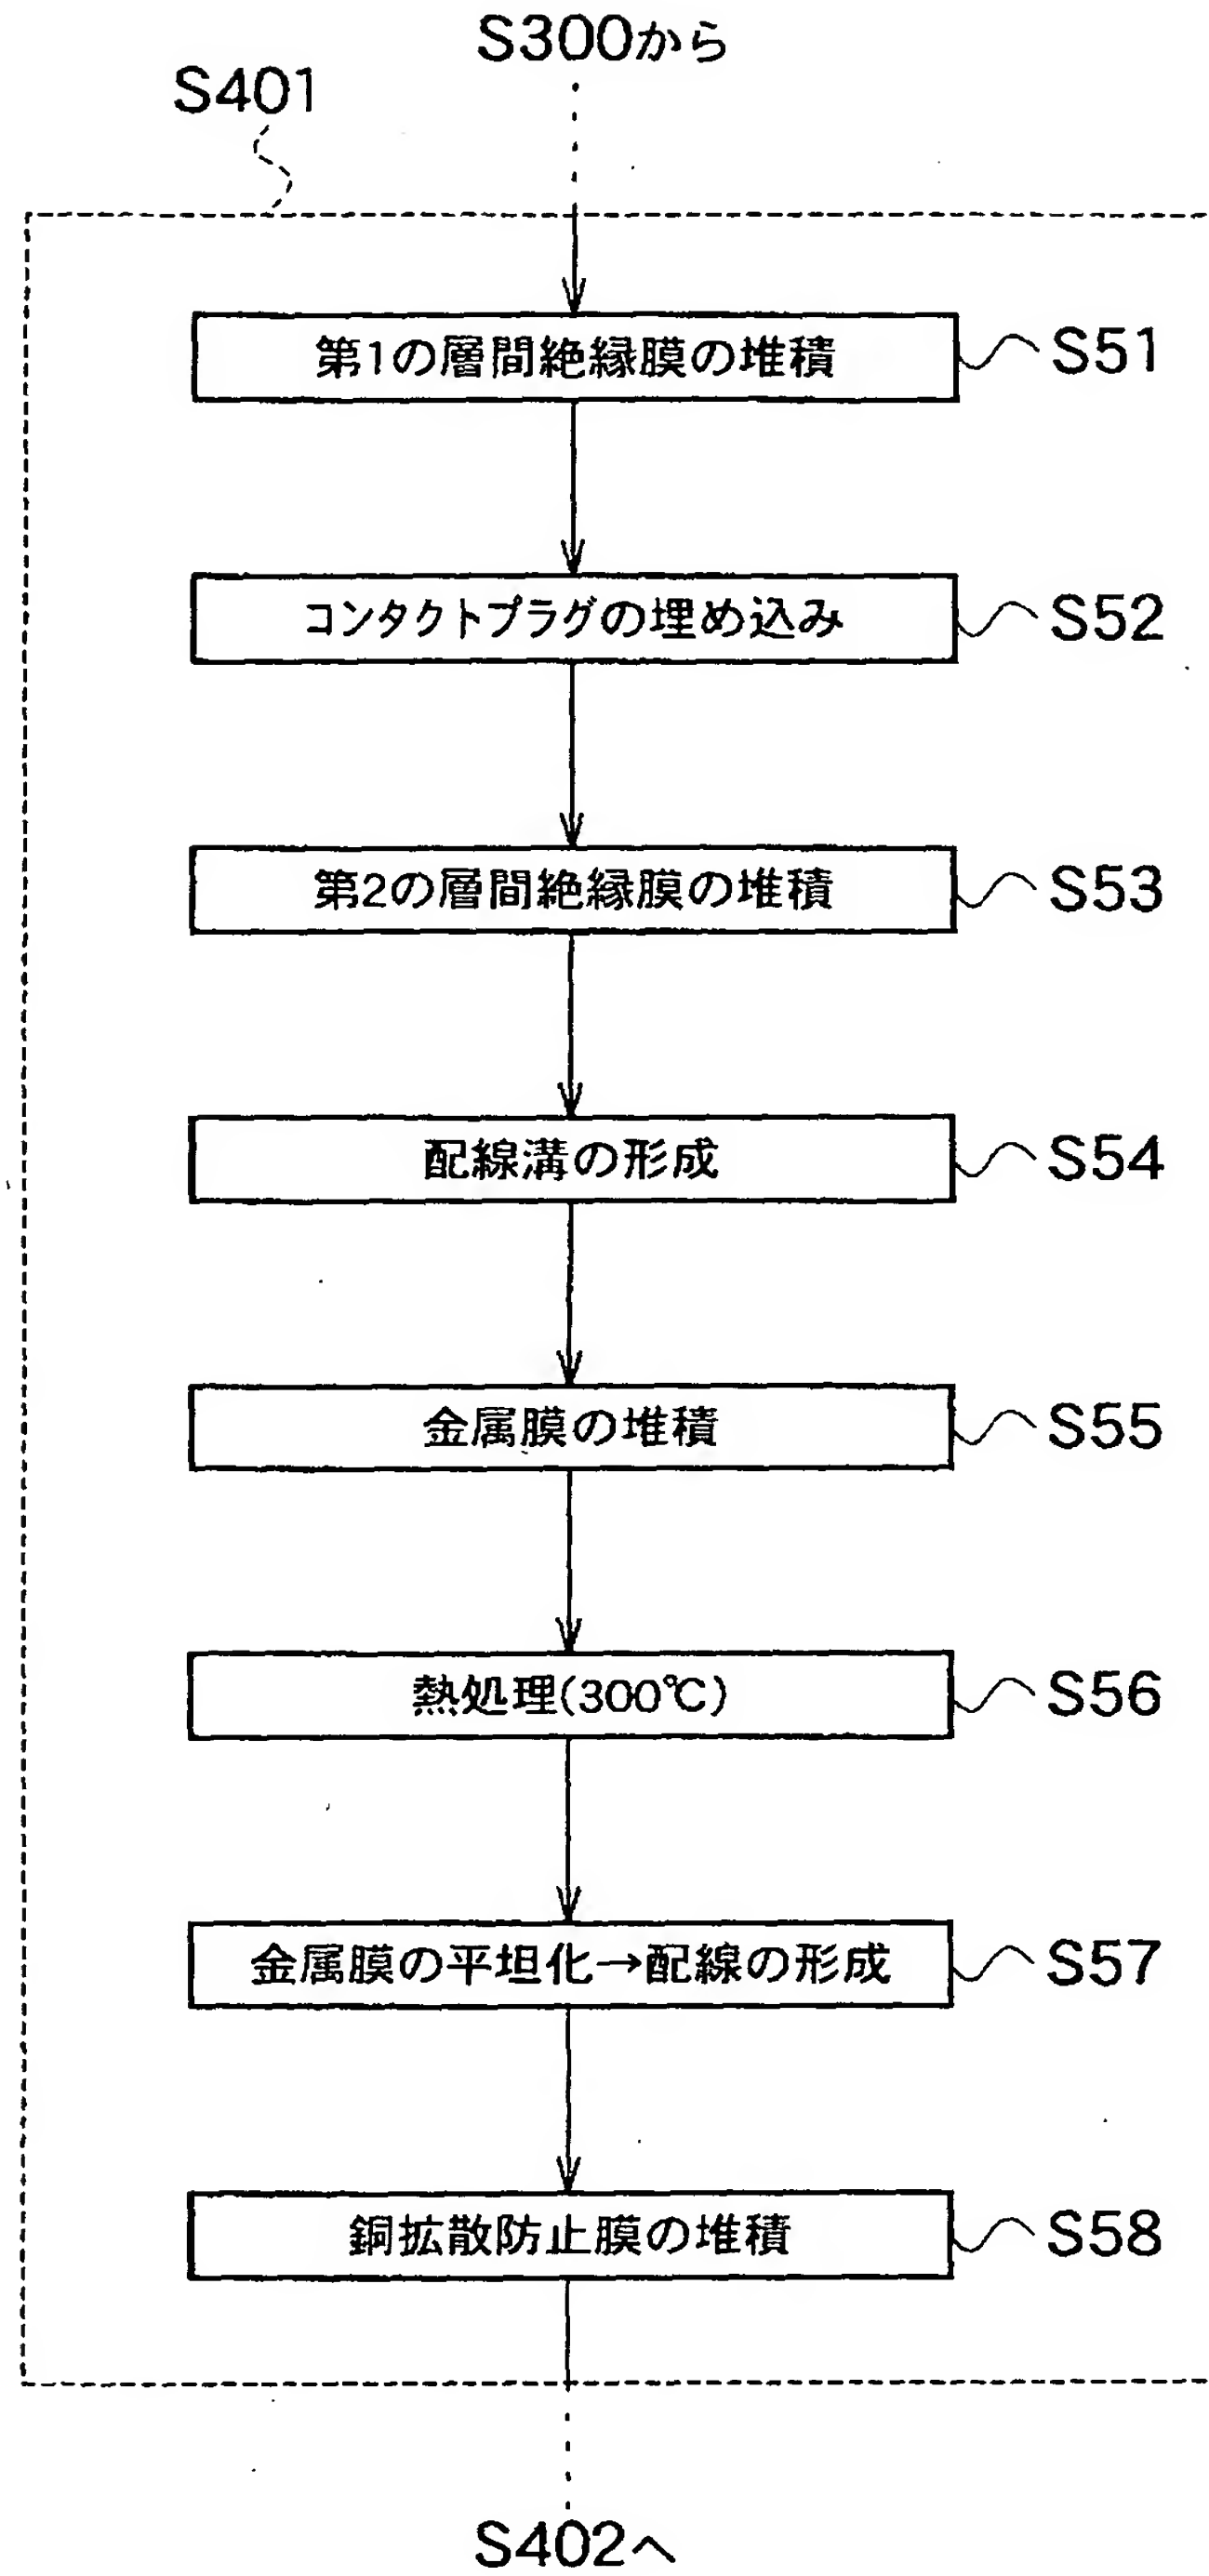 S300から
S401
第1の層間絶縁膜の堆積 S51
コンタクトプラグの埋め込み S52
第2の層間絶縁膜の堆積 S53
配線溝の形成 S54
金属膜の堆積 S55
熱処理(300℃) S56
金属膜の平坦化→配線の形成 S57
銅拡散防止膜の堆積 S58
S402へ